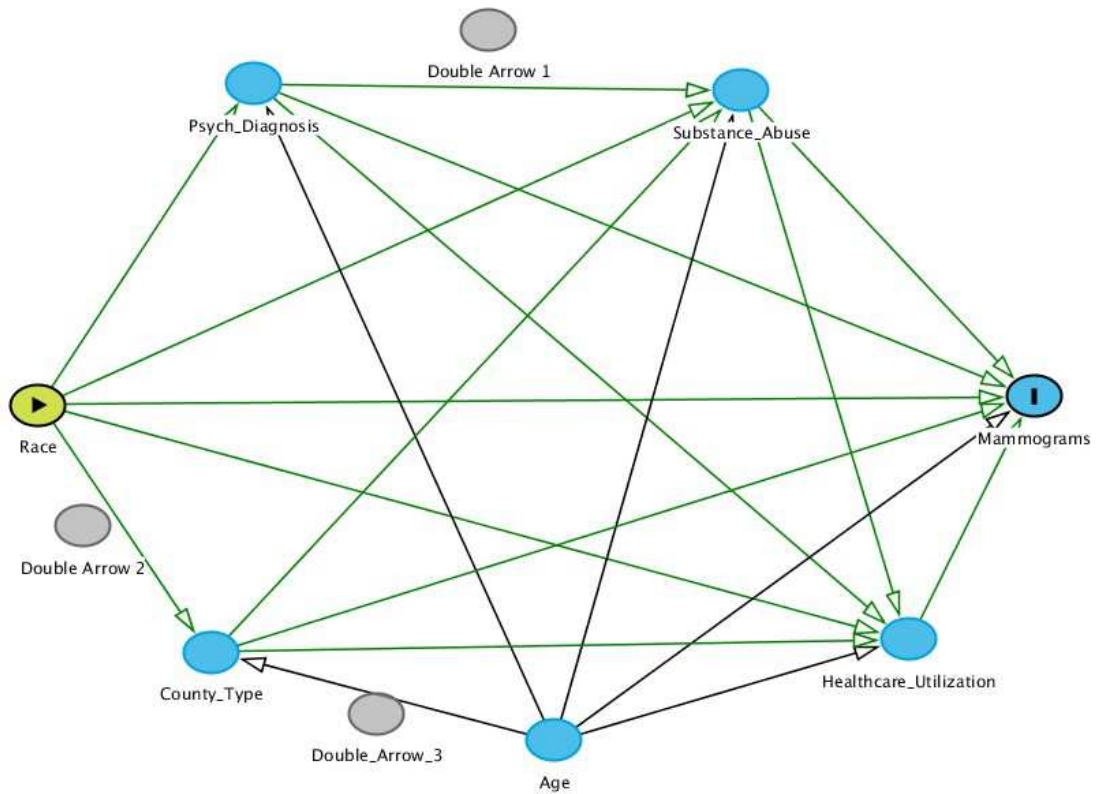 Double Arrow 1
Psych_Diagnosis
Substance_Abuse
Race
Mammograms
Double Arrow 2
County_Type
Healthcare_Utilization
Double_Arrow_3
Age